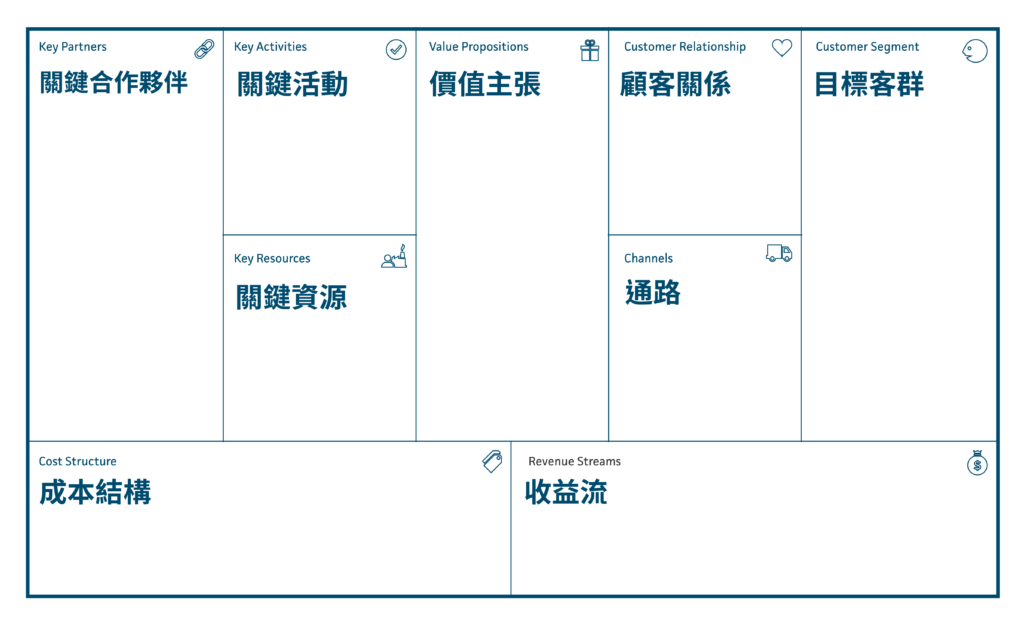 Key Partners
關鍵合作夥伴
Key Activities
關鍵活動
Key Resources
關鍵資源
Value Propositions
價值主張
Customer Relationship
顧客關係
Channels
通路
Customer Segment
目標客群
Cost Structure
成本結構
Revenue Streams
收益流
$